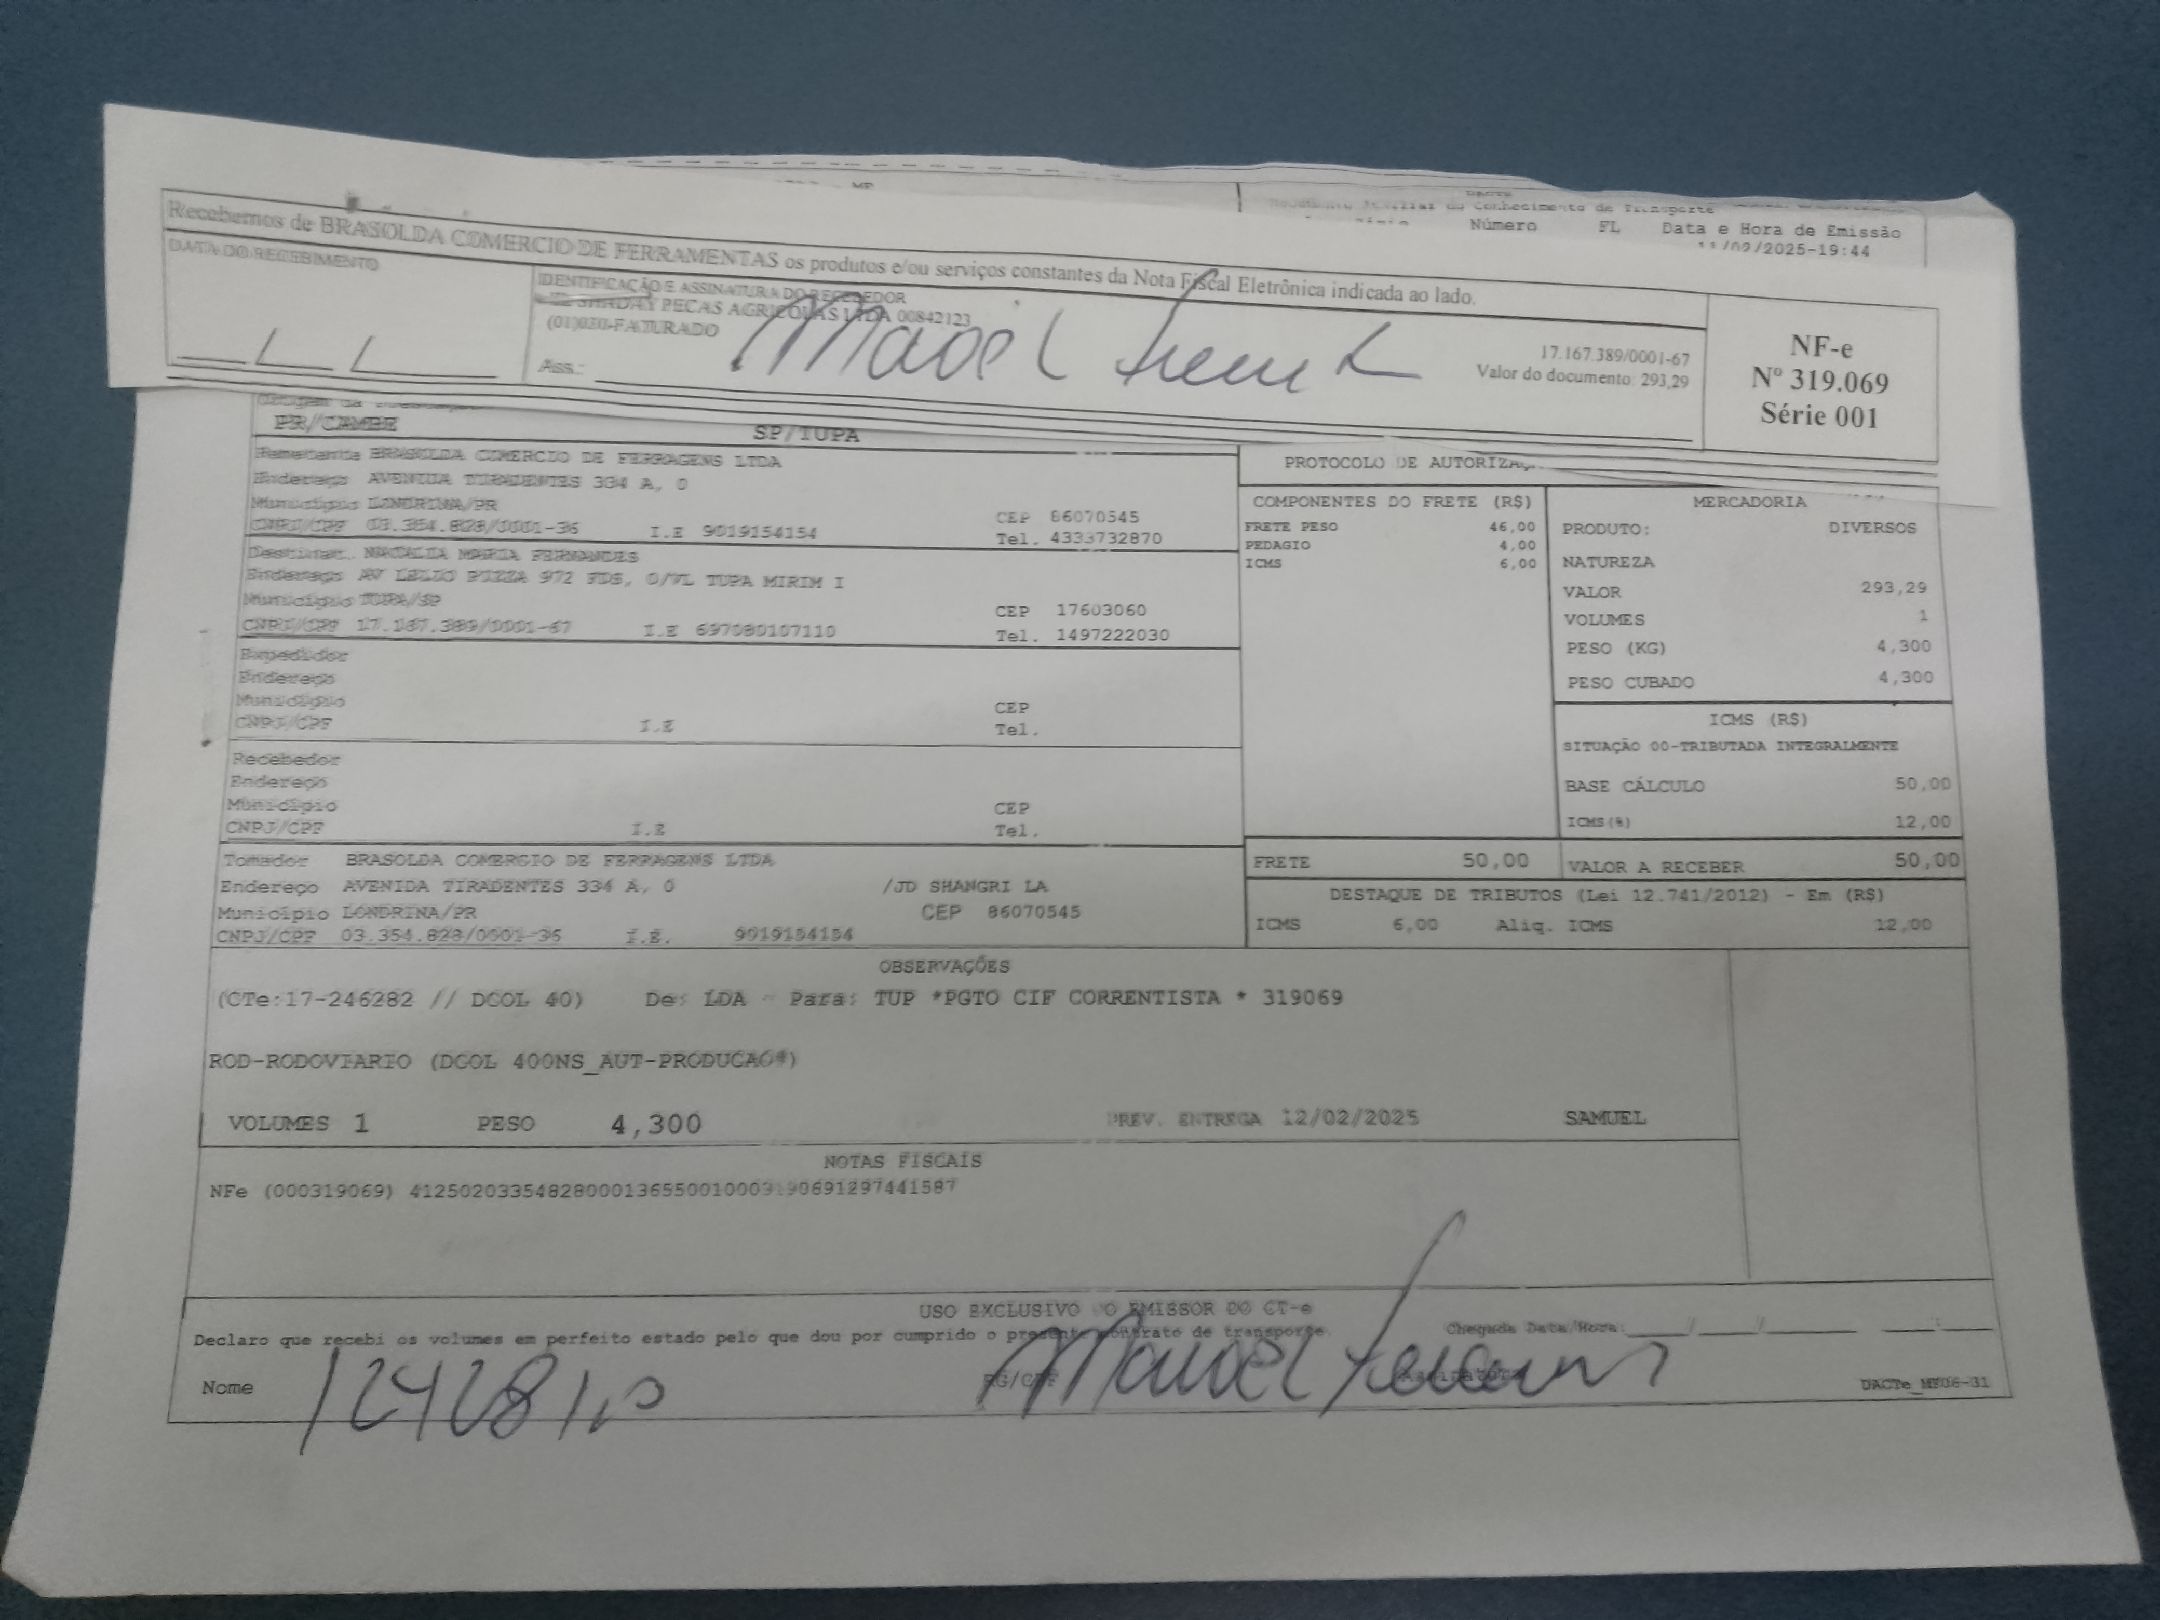 DACTE
Conhecimento de Transporte
Número FL Data e Hora de Emissão
11/02/2025-19:44
Recebemos de BRASOLDA COMERCIO DE FERRAMENTAS os produtos e/ou serviços constantes da Nota Fiscal Eletrônica indicada ao lado.
DATA DO RECEBIMENTO
IDENTIFICAÇÃO E ASSINATURA DO RECEBEDOR
PECAS AGRICOLAS LTDA 00842123
(01)030-FATURADO
Ass.:
17.167.389/0001-67
Valor do documento: 293,29
NF-e
Nº 319.069
Série 001
PR/CAMBE SP/TUPA
Remetente BRASOLDA COMERCIO DE FERRAGENS LTDA
Endereço AVENIDA TIRADENTES 334 A, 0
Município LONDRINA/PR CEP 86070545
CNPJ/CPF 03.354.828/0001-36 I.E 9019154154 Tel. 4333732870
Destinat. NATALIA MARIA FERNANDES
Endereço AV LELIO PIZZA 972 FDS, 0/VL TUPA MIRIM I
Município TUPA/SP CEP 17603060
CNPJ/CPF 17.167.389/0001-67 I.E 697080107110 Tel. 1497222030
Expedidor
Endereço
Município CEP
CNPJ/CPF I.E Tel.
Recebedor
Endereço
Município CEP
CNPJ/CPF I.E Tel.
Tomador BRASOLDA COMERCIO DE FERRAGENS LTDA
Endereço AVENIDA TIRADENTES 334 A, 0 /JD SHANGRI LA
Município LONDRINA/PR CEP 86070545
CNPJ/CPF 03.354.828/0001-36 I.E. 9019154154
PROTOCOLO DE
COMPONENTES DO FRETE (R$)
FRETE PESO 46,00
PEDAGIO 4,00
ICMS 6,00
MERCADORIA
PRODUTO: DIVERSOS
NATUREZA
VALOR 293,29
VOLUMES 1
PESO (KG) 4,300
PESO CUBADO 4,300
ICMS (R$)
SITUAÇÃO 00-TRIBUTADA INTEGRALMENTE
BASE CÁLCULO 50,00
ICMS(%) 12,00
FRETE 50,00 VALOR A RECEBER 50,00
DESTAQUE DE TRIBUTOS (Lei 12.741/2012) - Em (R$)
ICMS 6,00 Aliq. ICMS 12,00
OBSERVAÇÕES
(CTe:17-246282 // DCOL 40) De: LDA - Para: TUP *PGTO CIF CORRENTISTA * 319069
ROD-RODOVIARIO (DCOL 400NS_AUT-PRODUCAO#)
VOLUMES 1 PESO 4,300 PREV. ENTREGA 12/02/2025 SAMUEL
NOTAS FISCAIS
NFe (000319069)
USO EXCLUSIVO DO EMISSOR DO CT-e
Declaro que recebi os volumes em perfeito estado pelo que dou por cumprido o presente contrato de transporte. Chegada Data/Hora:
Nome RG/CPF Assinatura DACTe_MF06-31